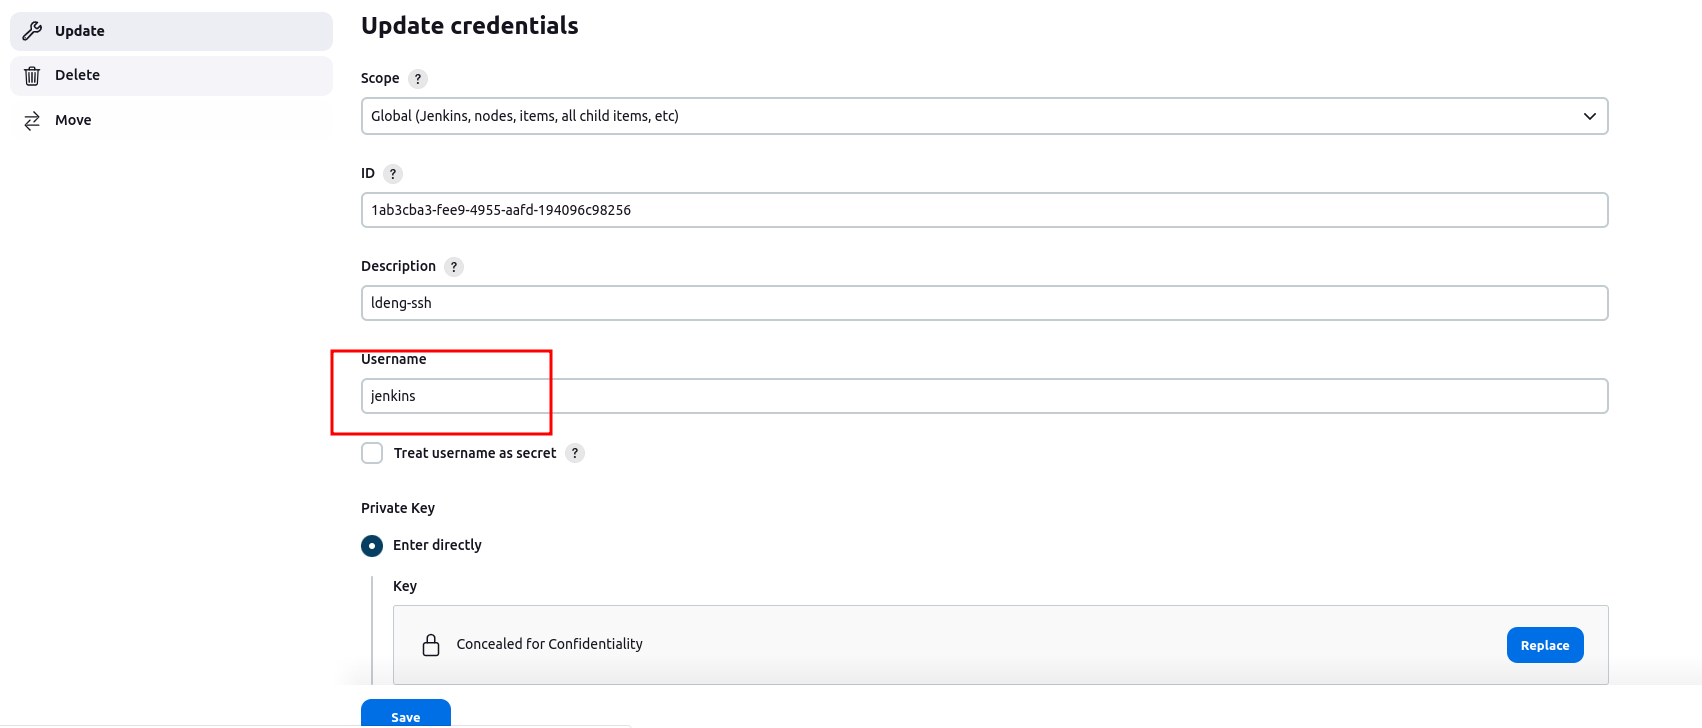 Update
Delete
Move
Update credentials
Scope ?
Global (Jenkins, nodes, items, all child items, etc)
ID ?
1ab3cba3-fee9-4955-aafd-194096c98256
Description ?
ldeng-ssh
Username
jenkins
Treat username as secret ?
Private Key
Enter directly
Key
Concealed for Confidentiality
Replace
Save